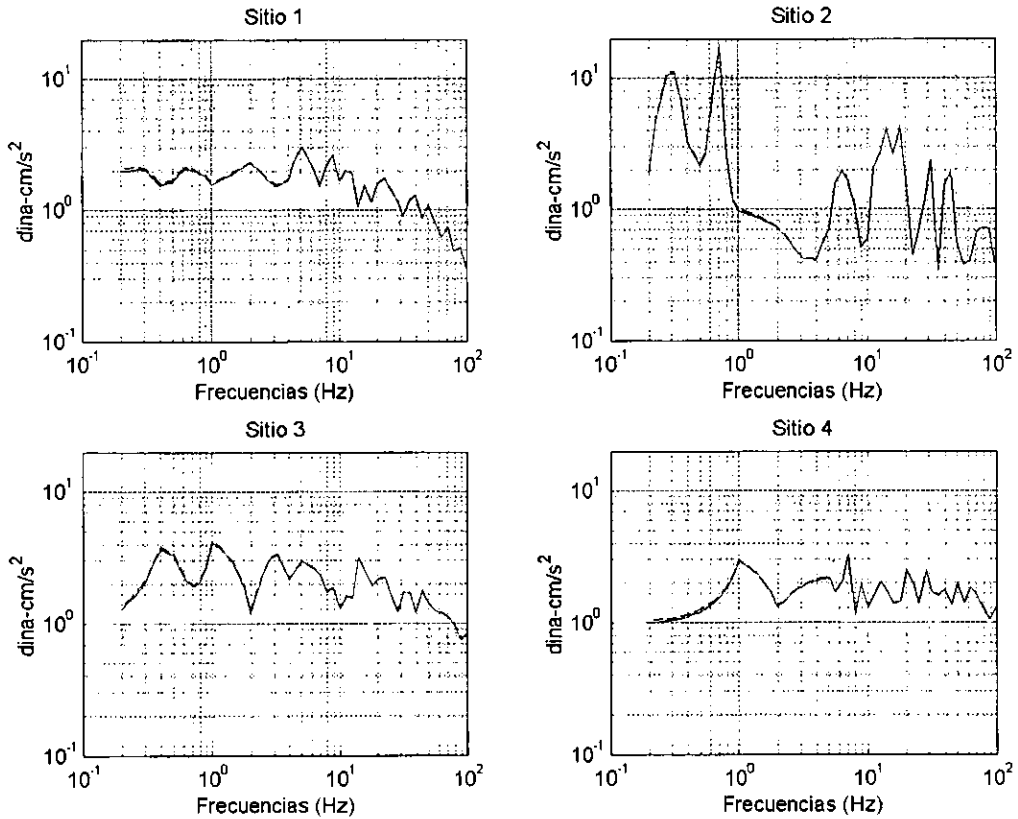 Sitio 1
Sitio 2
10^1
10^0
10^-1
dina-cm/s^2
10^-1 10^0 10^1 10^2
Frecuencias (Hz)
10^1
10^0
10^-1
dina-cm/s^2
10^-1 10^0 10^1 10^2
Frecuencias (Hz)
Sitio 3
Sitio 4
10^1
10^0
10^-1
dina-cm/s^2
10^-1 10^0 10^1 10^2
Frecuencias (Hz)
10^1
10^0
10^-1
dina-cm/s^2
10^-1 10^0 10^1 10^2
Frecuencias (Hz)